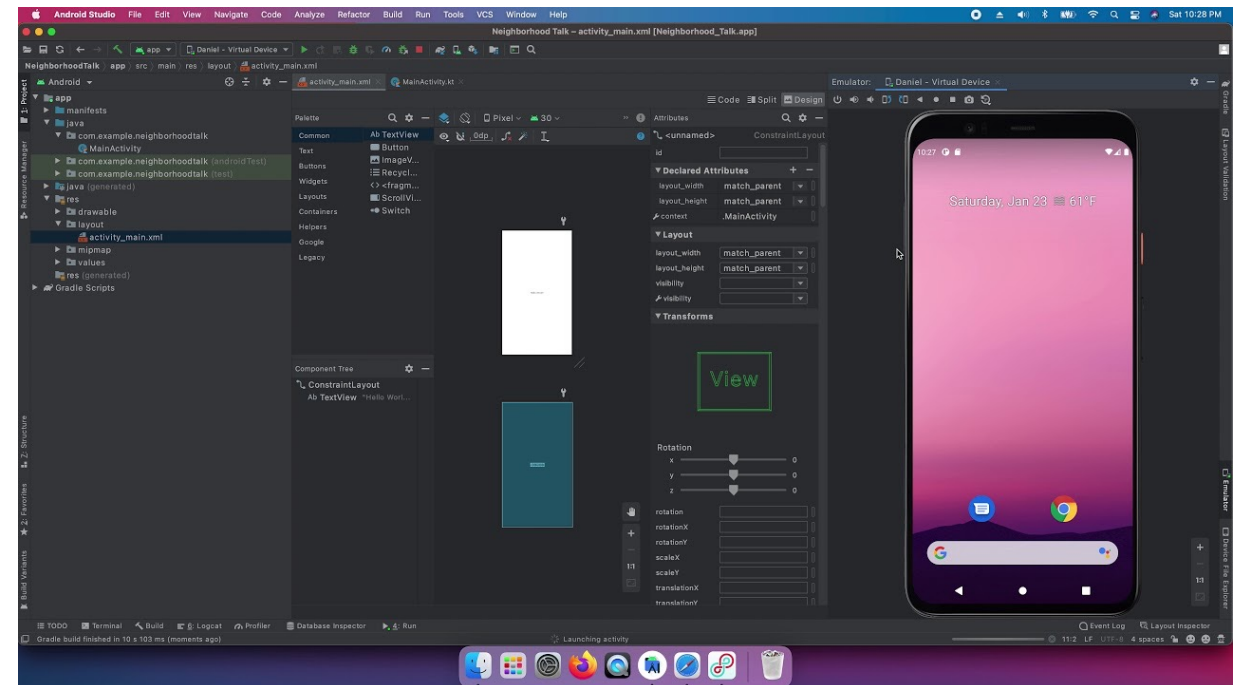 Android Studio File Edit View Navigate Code Analyze Refactor Build Run Tools VCS Window Help
Sat 10:28 PM
Neighborhood Talk – activity_main.xml [Neighborhood_Talk.app]
app
Daniel - Virtual Device
NeighborhoodTalk app src main res layout activity_main.xml
Android
activity_main.xml
MainActivity.kt
Emulator: Daniel - Virtual Device
Code Split Design
1: Project
Resource Manager
Z: Structure
2: Favorites
Build Variants
app
manifests
java
com.example.neighborhoodtalk
MainActivity
com.example.neighborhoodtalk (androidTest)
com.example.neighborhoodtalk (test)
java (generated)
res
drawable
layout
activity_main.xml
mipmap
values
res (generated)
Gradle Scripts
Palette
Common
Text
Buttons
Widgets
Layouts
Containers
Helpers
Google
Legacy
Ab TextView
Button
ImageV...
Recycl...
<> <fragm...
ScrollVi...
Switch
Component Tree
ConstraintLayout
Ab TextView "Hello Worl...
Pixel
30
0dp
1:1
Attributes
<unnamed> ConstraintLayout
id
Declared Attributes
layout_width match_parent
layout_height match_parent
context .MainActivity
Layout
layout_width match_parent
layout_height match_parent
visibility
visibility
Transforms
View
Rotation
x 0
y 0
z 0
rotation
rotationX
rotationY
scaleX
scaleY
translationX
translationY
10:27
Saturday, Jan 23 61°F
G
1:1
Gradle
Layout Validation
Emulator
Device File Explorer
TODO Terminal Build 6: Logcat Profiler Database Inspector 4: Run
Event Log Layout Inspector
Gradle build finished in 10 s 103 ms (moments ago)
Launching activity
11:2 LF UTF-8 4 spaces